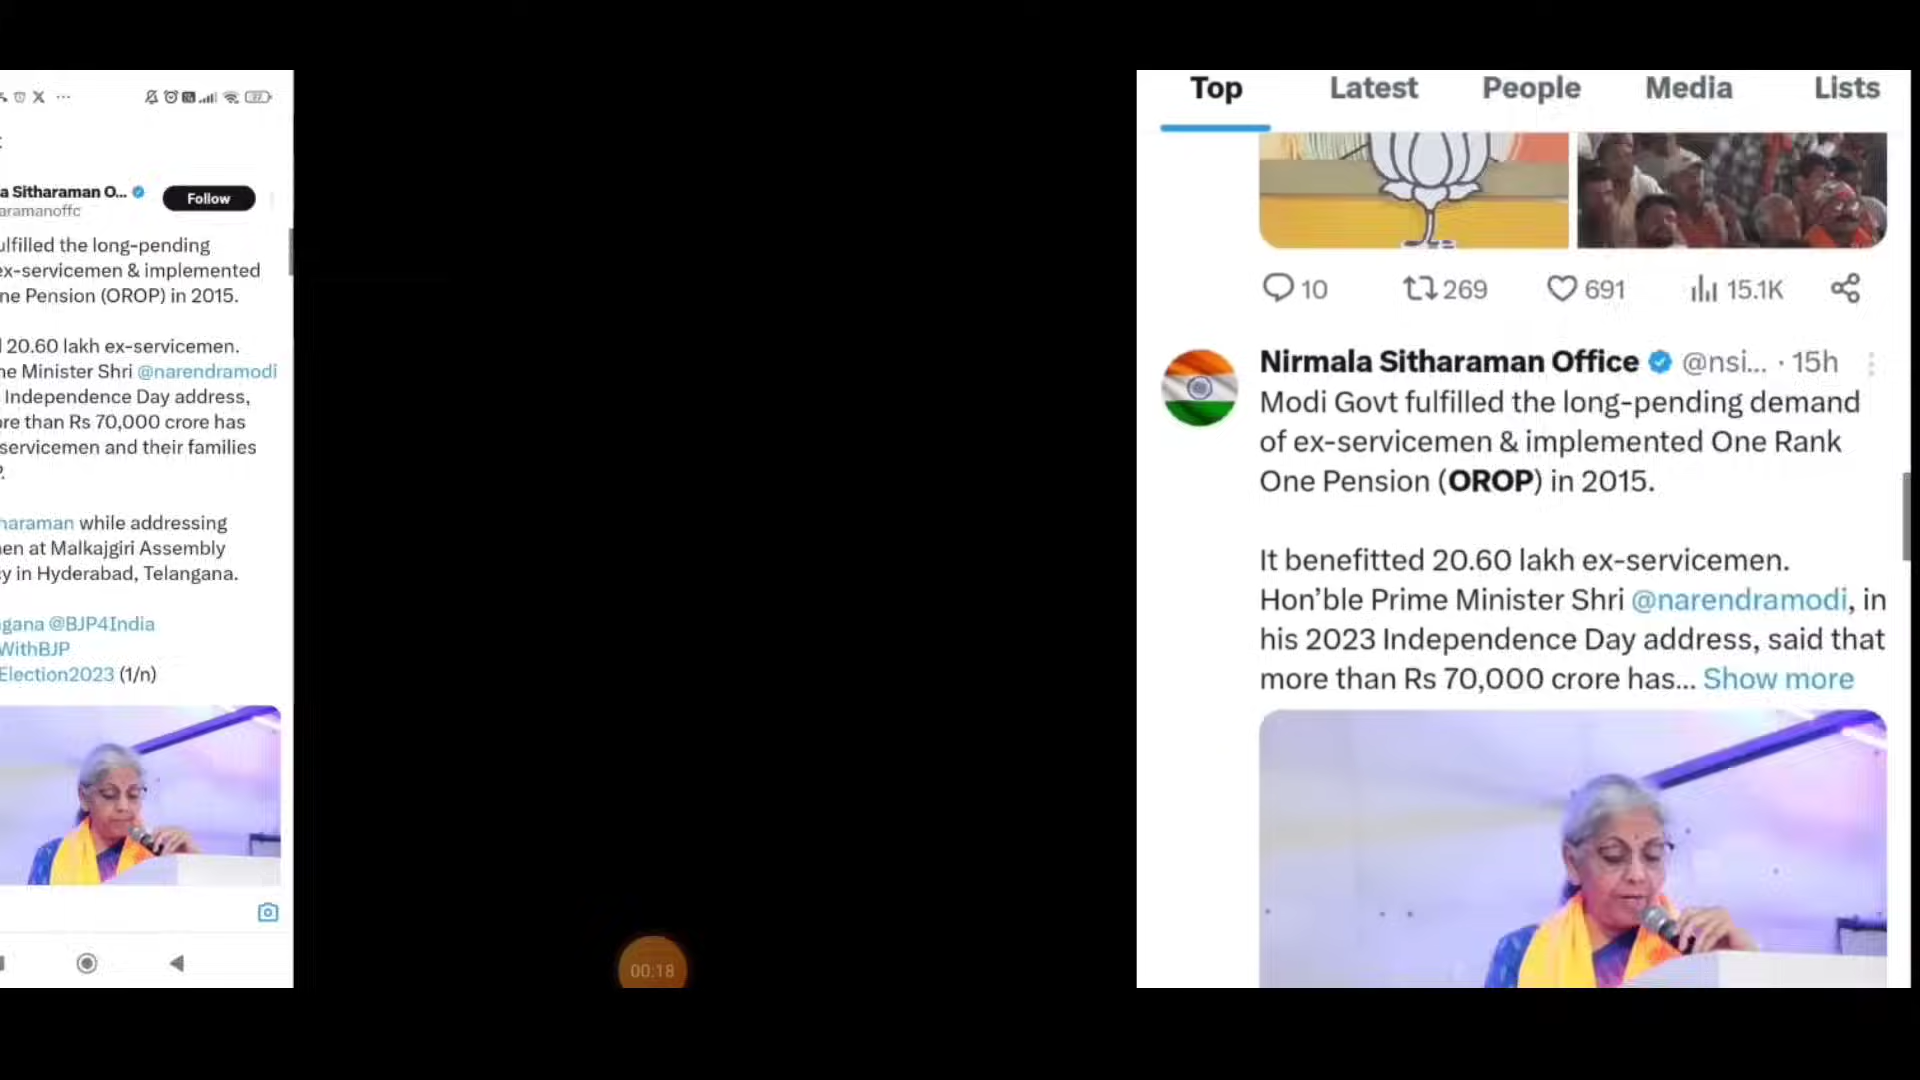 27
a Sitharaman O...
Follow
aramanoffc
ulfilled the long-pending
ex-servicemen & implemented
ne Pension (OROP) in 2015.
20.60 lakh ex-servicemen.
ne Minister Shri @narendramodi
Independence Day address,
ore than Rs 70,000 crore has
servicemen and their families
haraman while addressing
en at Malkajgiri Assembly
y in Hyderabad, Telangana.
gana @BJP4India
WithBJP
Election2023 (1/n)
00:18
Top
Latest
People
Media
Lists
10
269
691
15.1K
Nirmala Sitharaman Office @nsi... · 15h
Modi Govt fulfilled the long-pending demand
of ex-servicemen & implemented One Rank
One Pension (OROP) in 2015.
It benefitted 20.60 lakh ex-servicemen.
Hon’ble Prime Minister Shri @narendramodi, in
his 2023 Independence Day address, said that
more than Rs 70,000 crore has... Show more